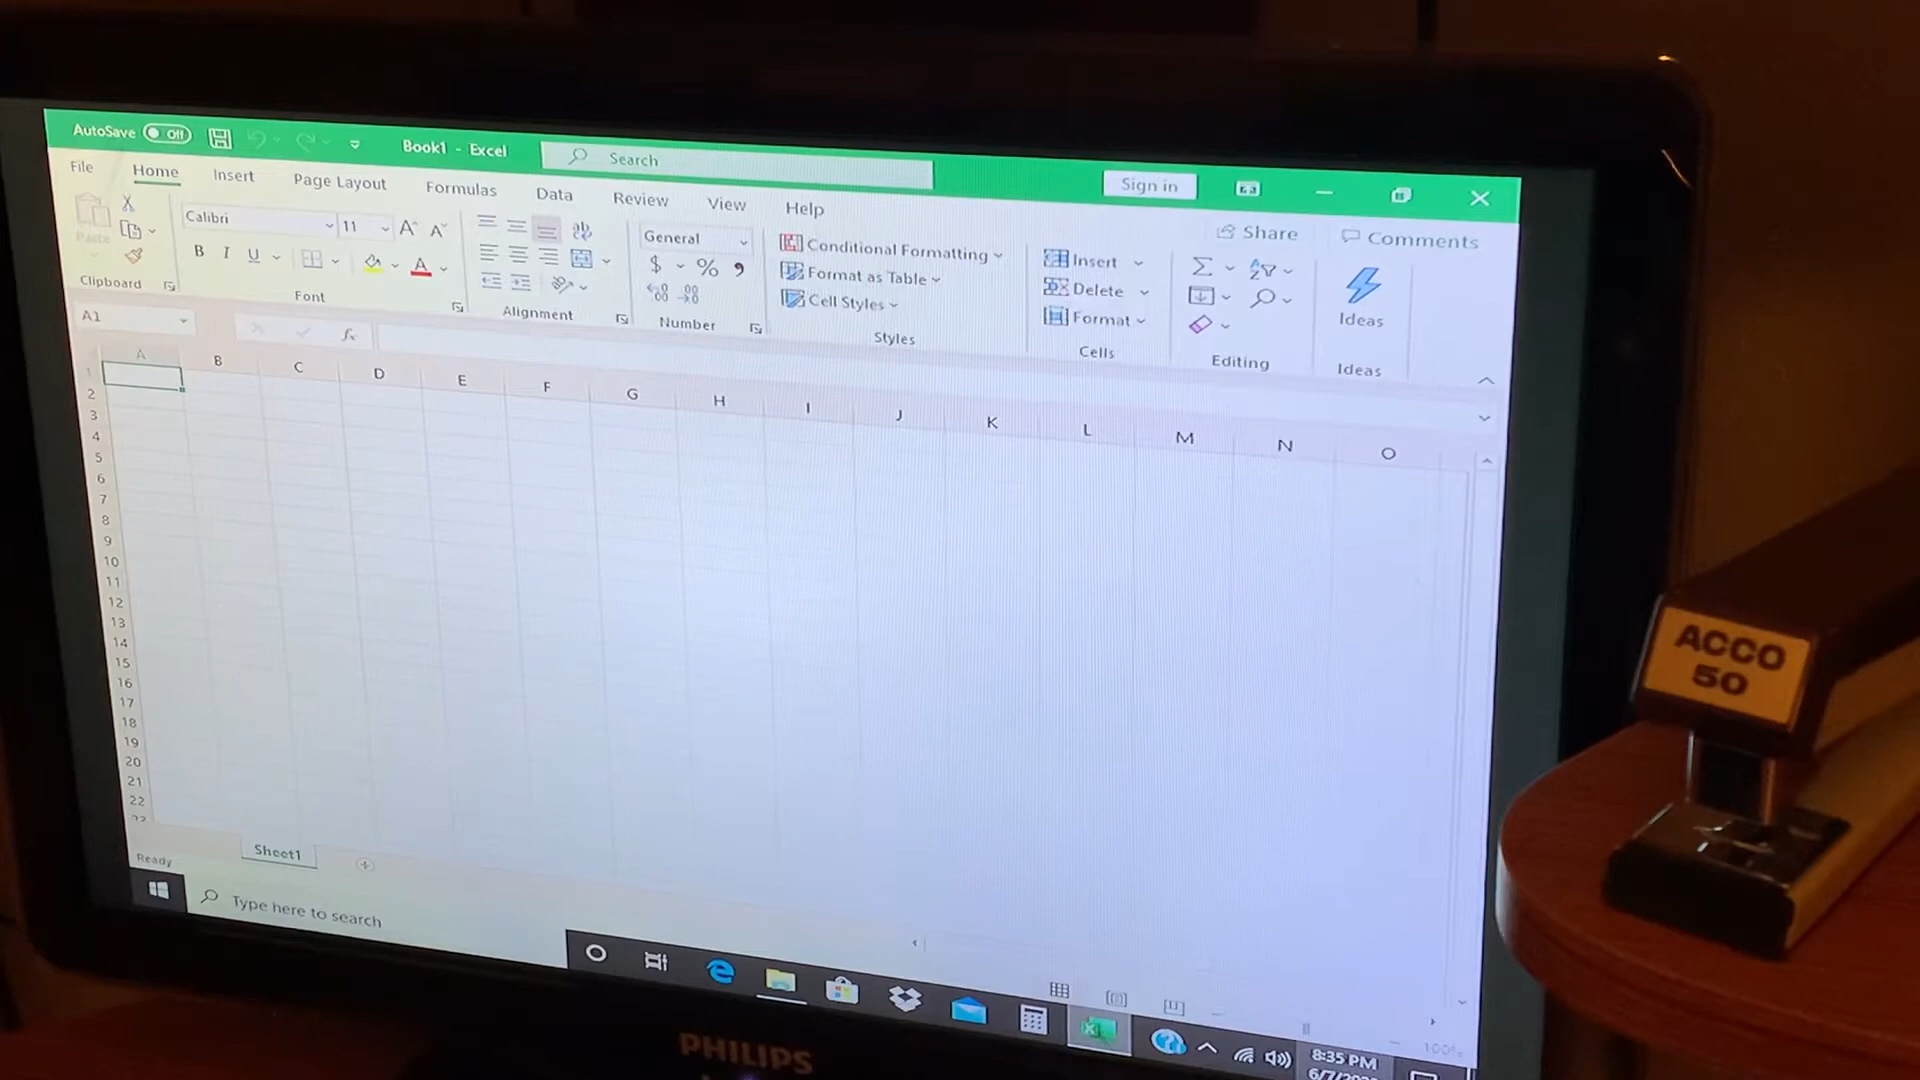 AutoSave Off Book1 - Excel Search Sign in
File Home Insert Page Layout Formulas Data Review View Help Share Comments
Paste Calibri 11 General Conditional Formatting Insert
B I U $ % Format as Table Delete Ideas
Cell Styles Format
Clipboard Font Alignment Number Styles Cells Editing Ideas
A1 fx
A B C D E F G H I J K L M N O
1
2
3
4
5
6
7
8
9
10
11
12
13
14
15
16
17
18
19
20
21
22
Sheet1
Ready
100%
Type here to search
8:35 PM
PHILIPS
ACCO
50